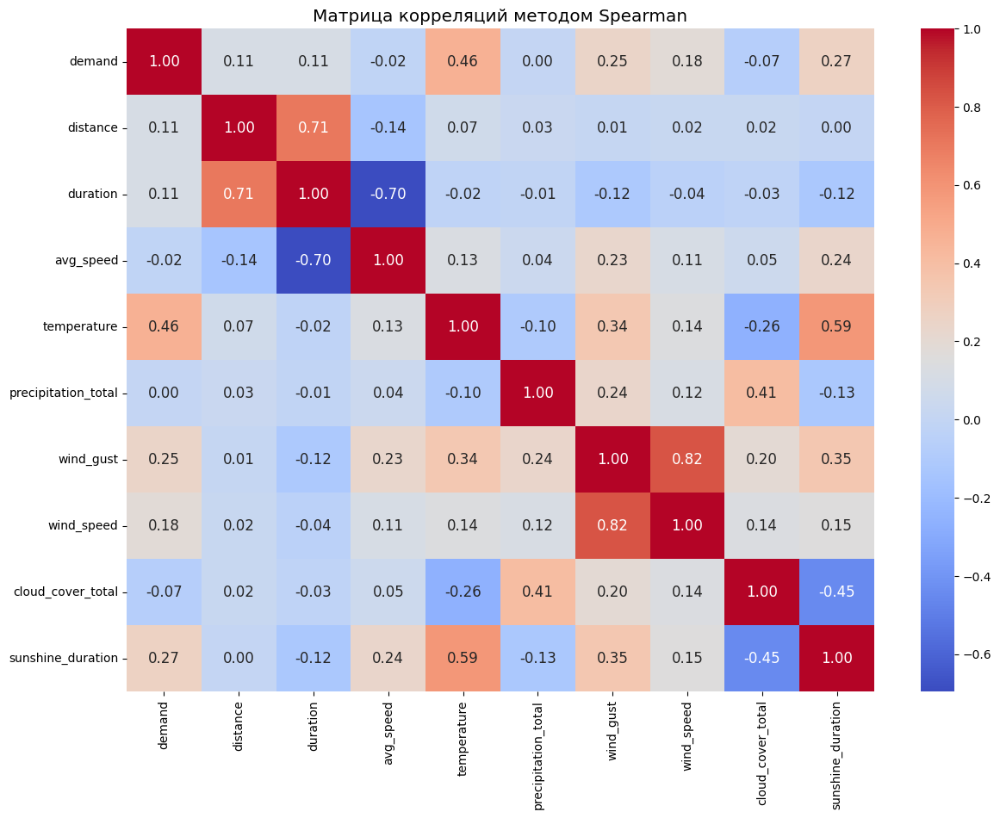 Матрица корреляций методом Spearman
demand 1.00 0.11 0.11 -0.02 0.46 0.00 0.25 0.18 -0.07 0.27
distance 0.11 1.00 0.71 -0.14 0.07 0.03 0.01 0.02 0.02 0.00
duration 0.11 0.71 1.00 -0.70 -0.02 -0.01 -0.12 -0.04 -0.03 -0.12
avg_speed -0.02 -0.14 -0.70 1.00 0.13 0.04 0.23 0.11 0.05 0.24
temperature 0.46 0.07 -0.02 0.13 1.00 -0.10 0.34 0.14 -0.26 0.59
precipitation_total 0.00 0.03 -0.01 0.04 -0.10 1.00 0.24 0.12 0.41 -0.13
wind_gust 0.25 0.01 -0.12 0.23 0.34 0.24 1.00 0.82 0.20 0.35
wind_speed 0.18 0.02 -0.04 0.11 0.14 0.12 0.82 1.00 0.14 0.15
cloud_cover_total -0.07 0.02 -0.03 0.05 -0.26 0.41 0.20 0.14 1.00 -0.45
sunshine_duration 0.27 0.00 -0.12 0.24 0.59 -0.13 0.35 0.15 -0.45 1.00
demand
distance
duration
avg_speed
temperature
precipitation_total
wind_gust
wind_speed
cloud_cover_total
sunshine_duration
1.0
0.8
0.6
0.4
0.2
0.0
−0.2
−0.4
−0.6